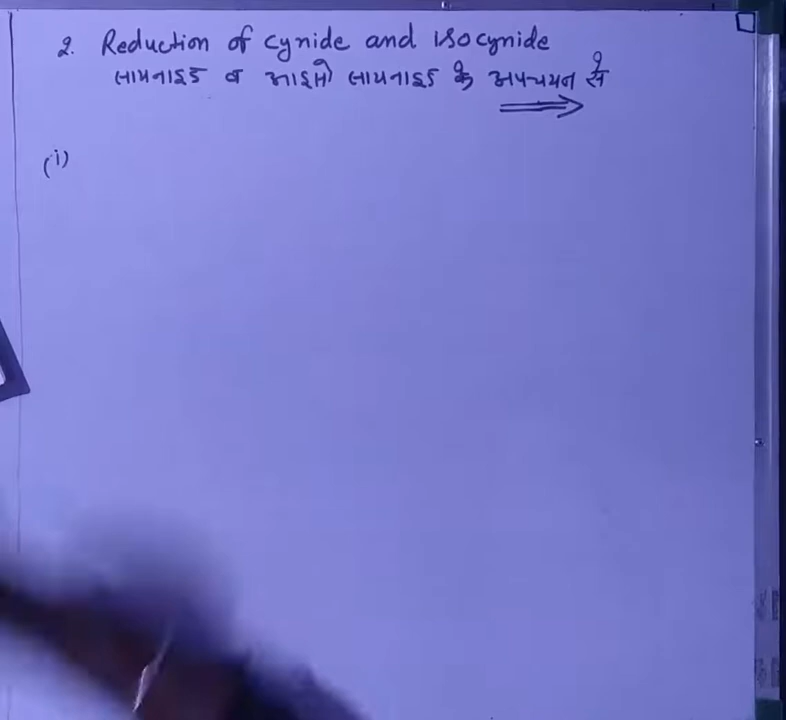 2. Reduction of cynide and isocynide
सायनाइड व आइसो सायनाइड के अपचयन से
(i)